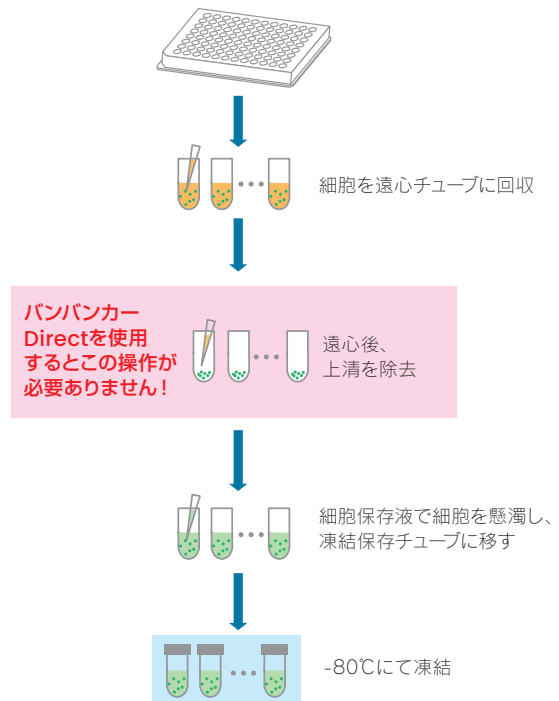 細胞を遠心チューブに回収
バンバンカー
Directを使用
するとこの操作が
必要ありません！
遠心後、
上清を除去
細胞保存液で細胞を懸濁し、
凍結保存チューブに移す
-80℃にて凍結